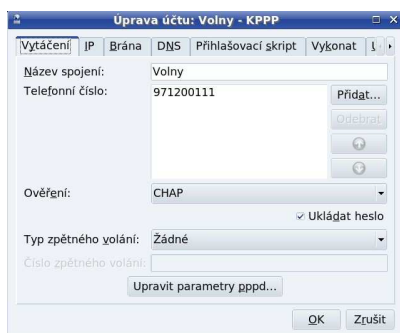 Úprava účtu: Volny - KPPP
Vytáčení IP Brána DNS Přihlašovací skript Vykonat
Název spojení: Volny
Telefonní číslo: 971200111
Přidat...
Odebrat
Ověření: CHAP
Ukládat heslo
Typ zpětného volání: Žádné
Číslo zpětného volání:
Upravit parametry pppd...
OK Zrušit